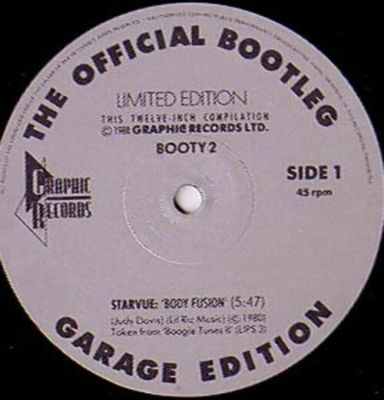 THE OFFICIAL BOOTLEG
LIMITED EDITION
THIS TWELVE-INCH COMPILATION
Ⓟ 1988 GRAPHIC RECORDS LTD.
BOOTY 2
GRAPHIC
RECORDS
SIDE 1
45 rpm
STARVUE: 'BODY FUSION' (5:47)
(Judy Davis) (Lil Ric Music) (Ⓟ 1980)
Taken from 'Boogie Tunes 8' (LIPS 3)
GARAGE EDITION